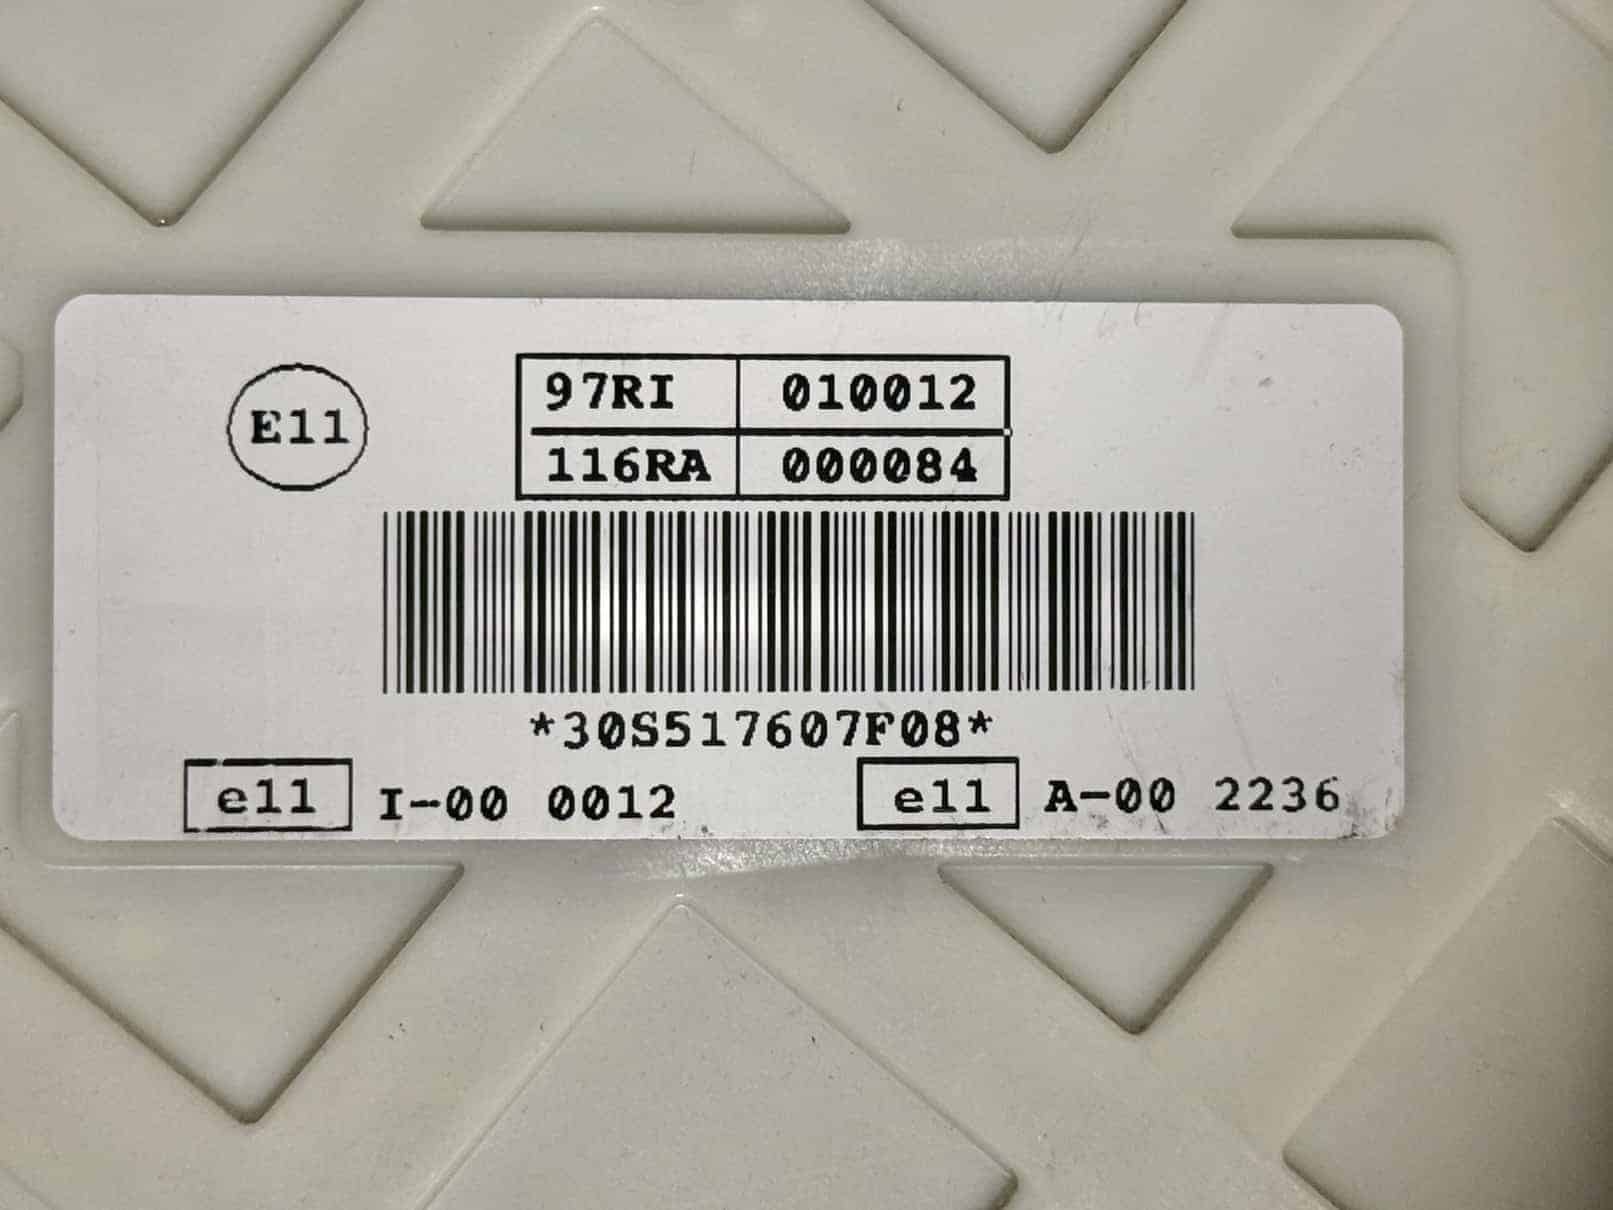 E11
97RI 010012
116RA 000084
*30S517607F08*
e11 I-00 0012
e11 A-00 2236